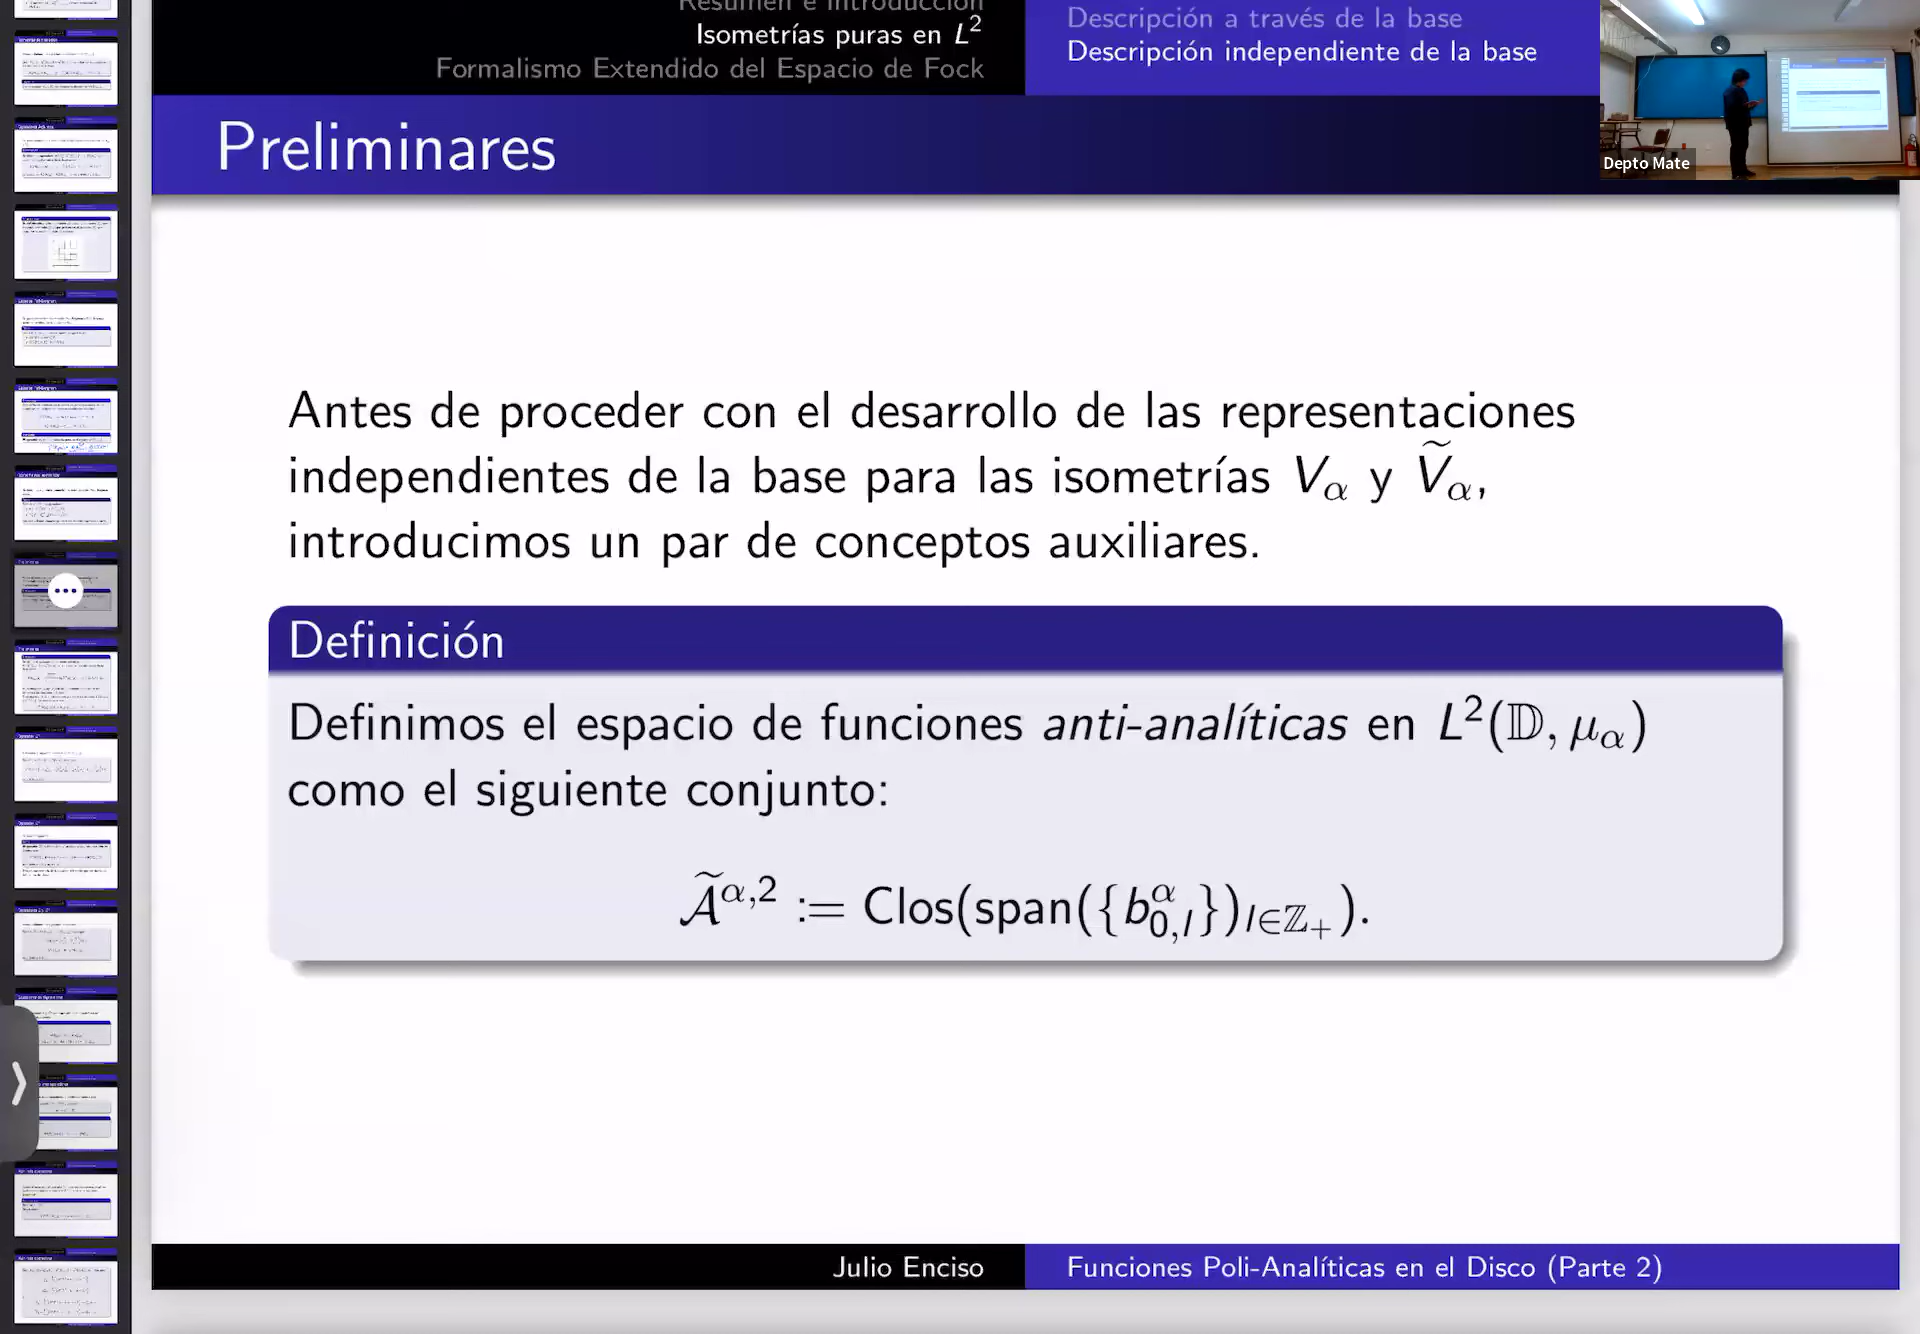 Resumen e Introducción
Isometrías puras en L²
Formalismo Extendido del Espacio de Fock
Descripción a través de la base
Descripción independiente de la base
Preliminares
Depto Mate
Antes de proceder con el desarrollo de las representaciones
independientes de la base para las isometrías V_α y Ṽ_α,
introducimos un par de conceptos auxiliares.
Definición
Definimos el espacio de funciones anti-analíticas en L²(𝔻, μ_α)
como el siguiente conjunto:
𝒜̃^{α,2} := Clos(span({b^α_{0,l}})_{l∈ℤ₊}).
Julio Enciso
Funciones Poli-Analíticas en el Disco (Parte 2)